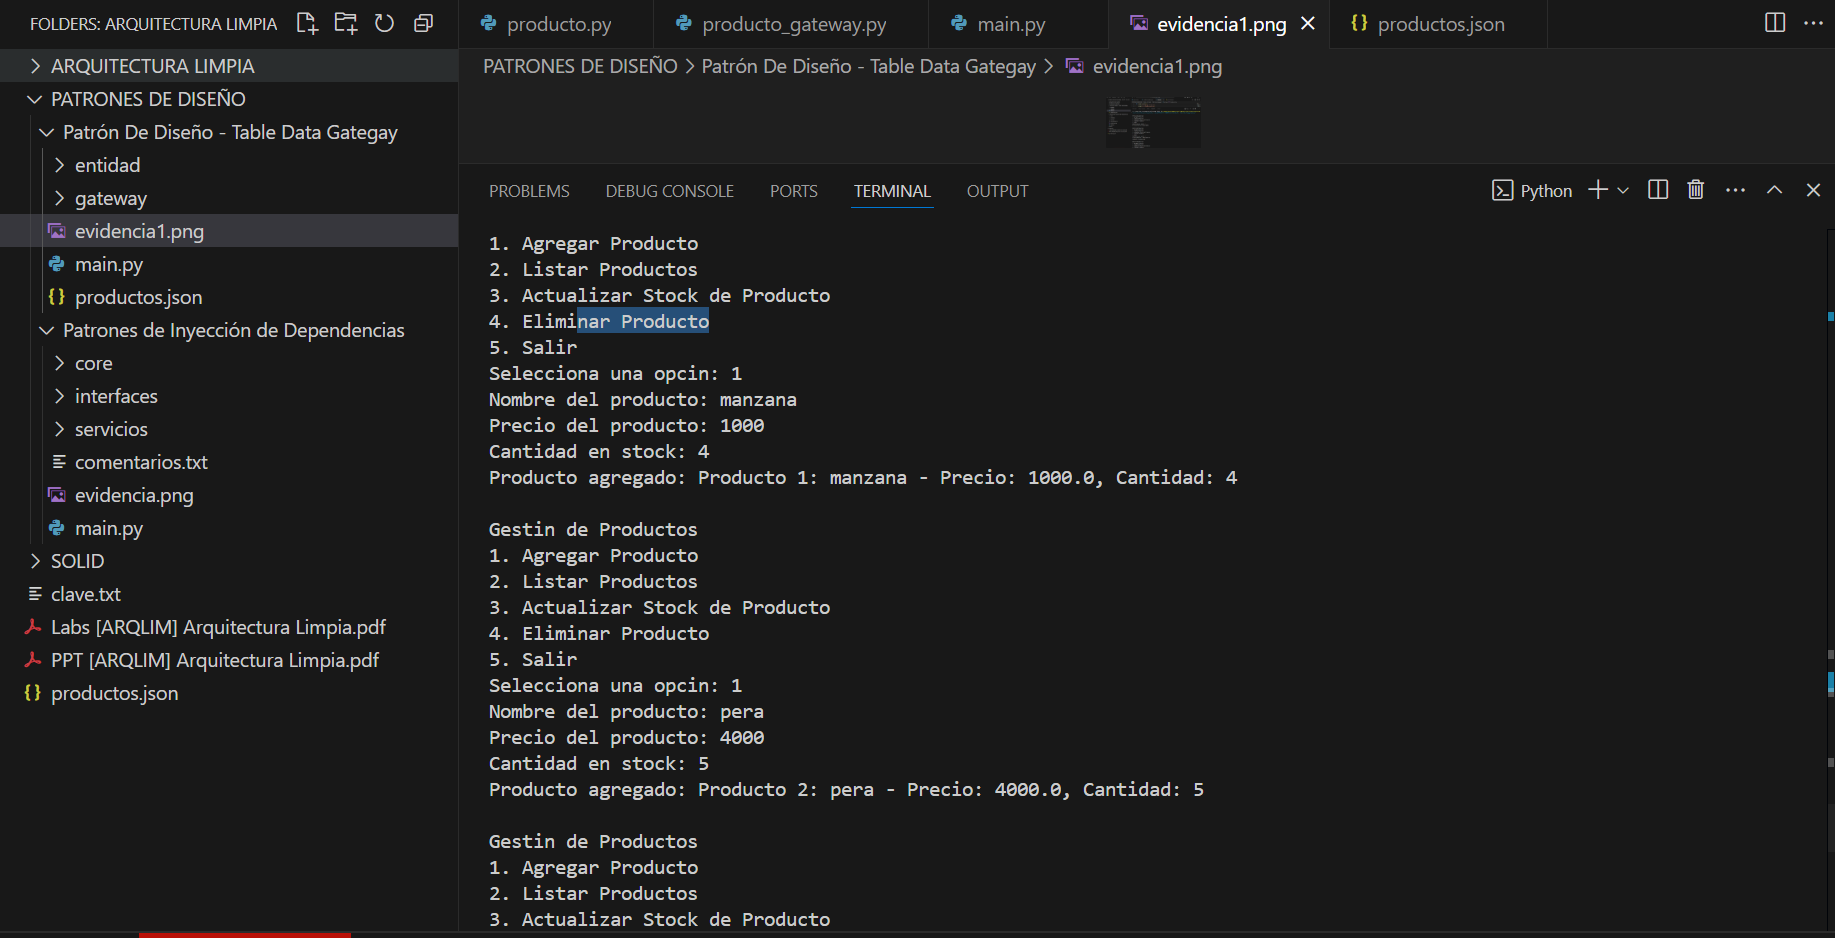 FOLDERS: ARQUITECTURA LIMPIA
ARQUITECTURA LIMPIA
PATRONES DE DISEÑO
Patrón De Diseño - Table Data Gategay
entidad
gateway
evidencia1.png
main.py
productos.json
Patrones de Inyección de Dependencias
core
interfaces
servicios
comentarios.txt
evidencia.png
main.py
SOLID
clave.txt
Labs [ARQLIM] Arquitectura Limpia.pdf
PPT [ARQLIM] Arquitectura Limpia.pdf
productos.json
producto.py producto_gateway.py main.py evidencia1.png productos.json
PATRONES DE DISEÑO > Patrón De Diseño - Table Data Gategay > evidencia1.png
PROBLEMS DEBUG CONSOLE PORTS TERMINAL OUTPUT Python
1. Agregar Producto
2. Listar Productos
3. Actualizar Stock de Producto
4. Eliminar Producto
5. Salir
Selecciona una opcin: 1
Nombre del producto: manzana
Precio del producto: 1000
Cantidad en stock: 4
Producto agregado: Producto 1: manzana - Precio: 1000.0, Cantidad: 4
Gestin de Productos
1. Agregar Producto
2. Listar Productos
3. Actualizar Stock de Producto
4. Eliminar Producto
5. Salir
Selecciona una opcin: 1
Nombre del producto: pera
Precio del producto: 4000
Cantidad en stock: 5
Producto agregado: Producto 2: pera - Precio: 4000.0, Cantidad: 5
Gestin de Productos
1. Agregar Producto
2. Listar Productos
3. Actualizar Stock de Producto